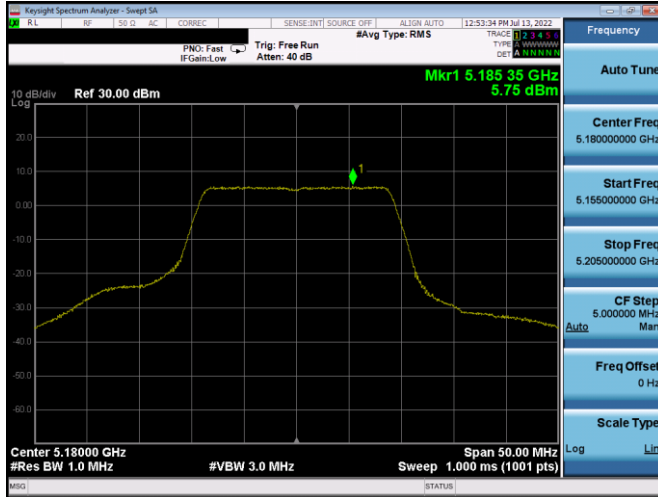 Keysight Spectrum Analyzer - Swept SA
RL RF 50 Ω AC CORREC SENSE:INT SOURCE OFF ALIGN AUTO 12:53:34 PM Jul 13, 2022
#Avg Type: RMS
TRACE 1 2 3 4 5 6
TYPE A WWWWW
DET A N N N N N
PNO: Fast
IFGain:Low
Trig: Free Run
Atten: 40 dB
Mkr1 5.185 35 GHz
5.75 dBm
10 dB/div
Log
Ref 30.00 dBm
20.0
10.0
0.00
-10.0
-20.0
-30.0
-40.0
-50.0
-60.0
1
Center 5.18000 GHz
#Res BW 1.0 MHz
#VBW 3.0 MHz
Span 50.00 MHz
Sweep 1.000 ms (1001 pts)
MSG
STATUS
Frequency
Auto Tune
Center Freq
5.180000000 GHz
Start Freq
5.155000000 GHz
Stop Freq
5.205000000 GHz
CF Step
5.000000 MHz
Auto Man
Freq Offset
0 Hz
Scale Type
Log Lin